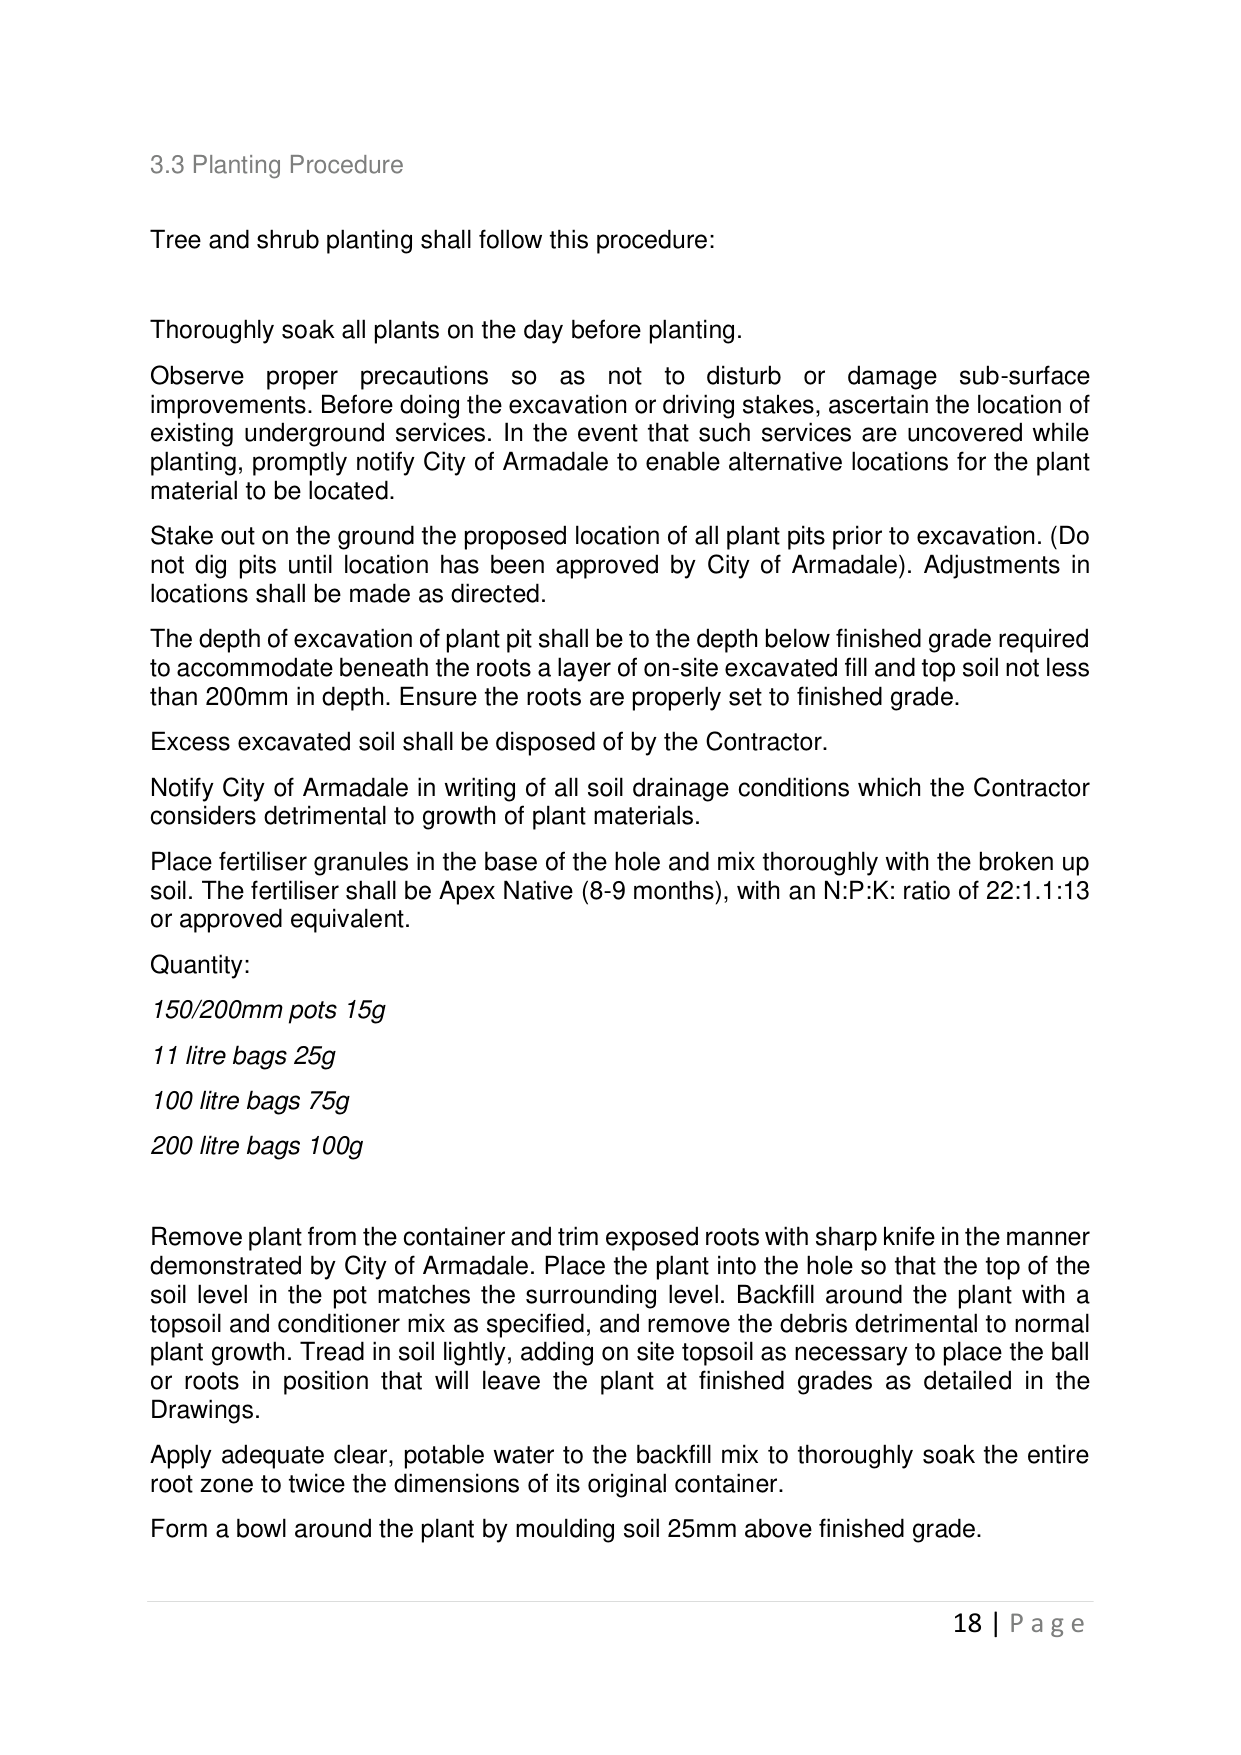 3.3 Planting Procedure
Tree and shrub planting shall follow this procedure:
Thoroughly soak all plants on the day before planting.
Observe proper precautions so as not to disturb or damage sub-surface
improvements. Before doing the excavation or driving stakes, ascertain the location of
existing underground services. In the event that such services are uncovered while
planting, promptly notify City of Armadale to enable alternative locations for the plant
material to be located.
Stake out on the ground the proposed location of all plant pits prior to excavation. (Do
not dig pits until location has been approved by City of Armadale). Adjustments in
locations shall be made as directed.
The depth of excavation of plant pit shall be to the depth below finished grade required
to accommodate beneath the roots a layer of on-site excavated fill and top soil not less
than 200mm in depth. Ensure the roots are properly set to finished grade.
Excess excavated soil shall be disposed of by the Contractor.
Notify City of Armadale in writing of all soil drainage conditions which the Contractor
considers detrimental to growth of plant materials.
Place fertiliser granules in the base of the hole and mix thoroughly with the broken up
soil. The fertiliser shall be Apex Native (8-9 months), with an N:P:K: ratio of 22:1.1:13
or approved equivalent.
Quantity:
150/200mm pots 15g
11 litre bags 25g
100 litre bags 75g
200 litre bags 100g
Remove plant from the container and trim exposed roots with sharp knife in the manner
demonstrated by City of Armadale. Place the plant into the hole so that the top of the
soil level in the pot matches the surrounding level. Backfill around the plant with a
topsoil and conditioner mix as specified, and remove the debris detrimental to normal
plant growth. Tread in soil lightly, adding on site topsoil as necessary to place the ball
or roots in position that will leave the plant at finished grades as detailed in the
Drawings.
Apply adequate clear, potable water to the backfill mix to thoroughly soak the entire
root zone to twice the dimensions of its original container.
Form a bowl around the plant by moulding soil 25mm above finished grade.
18 | P a g e